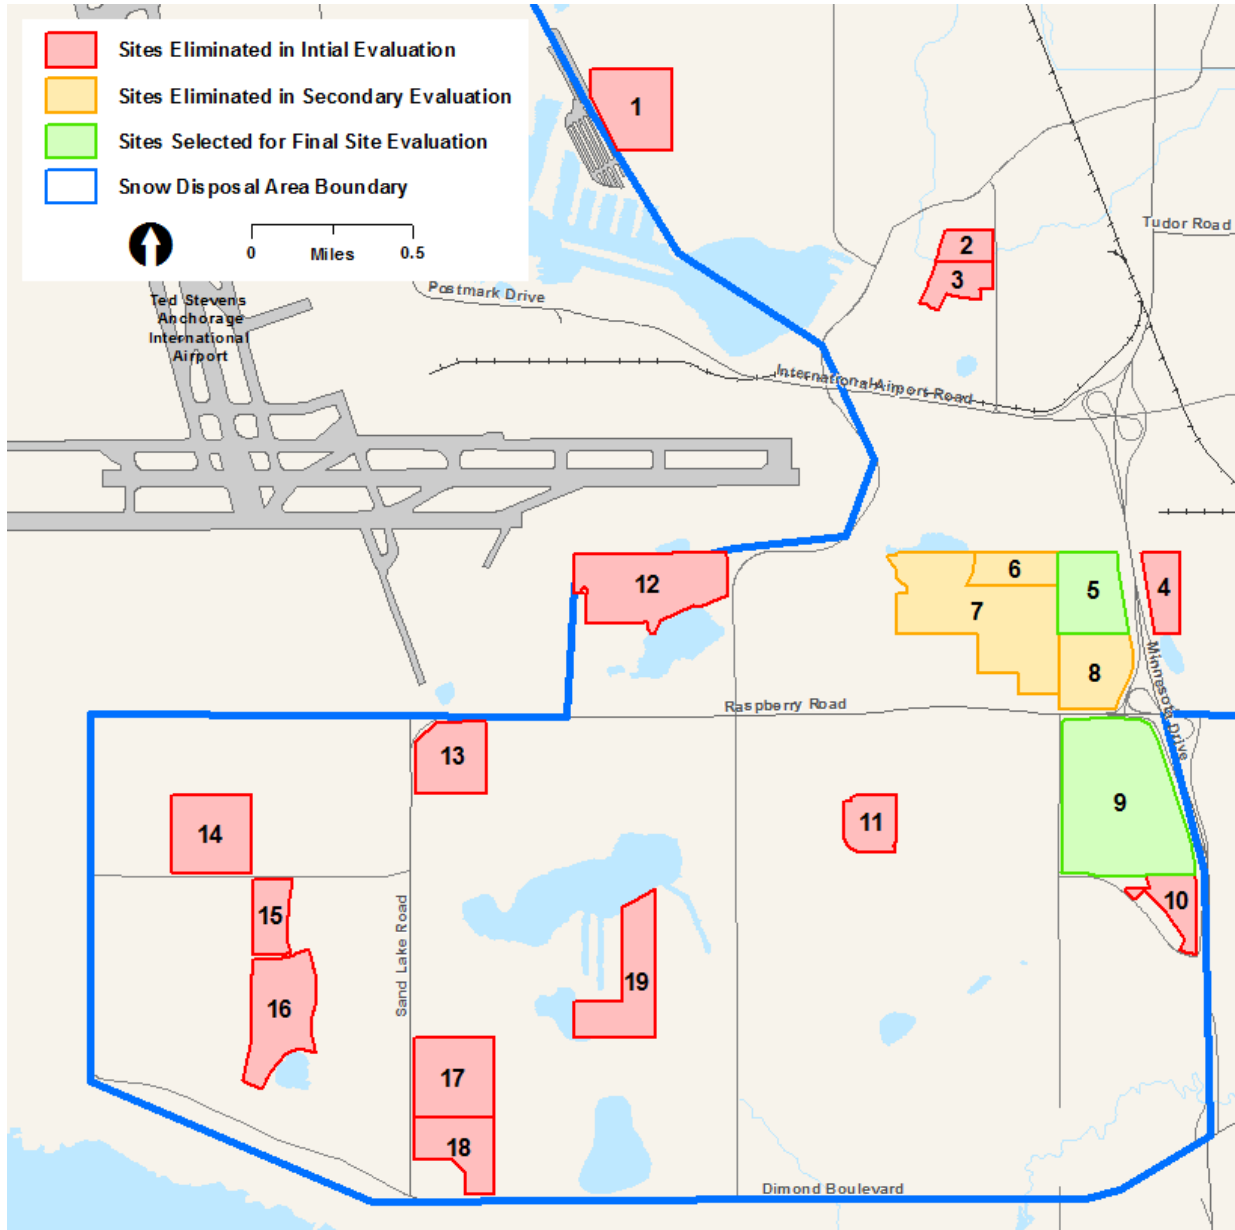 Sites Eliminated in Intial Evaluation
Sites Eliminated in Secondary Evaluation
Sites Selected for Final Site Evaluation
Snow Disposal Area Boundary
0 Miles 0.5
1
Tudor Road
2
3
Postmark Drive
Ted Stevens
Anchorage
International
Airport
International Airport Road
12
6
5
4
7
8
Minnesota Drive
Raspberry Road
13
14
11
9
15
10
Sand Lake Road
16
19
17
18
Dimond Boulevard